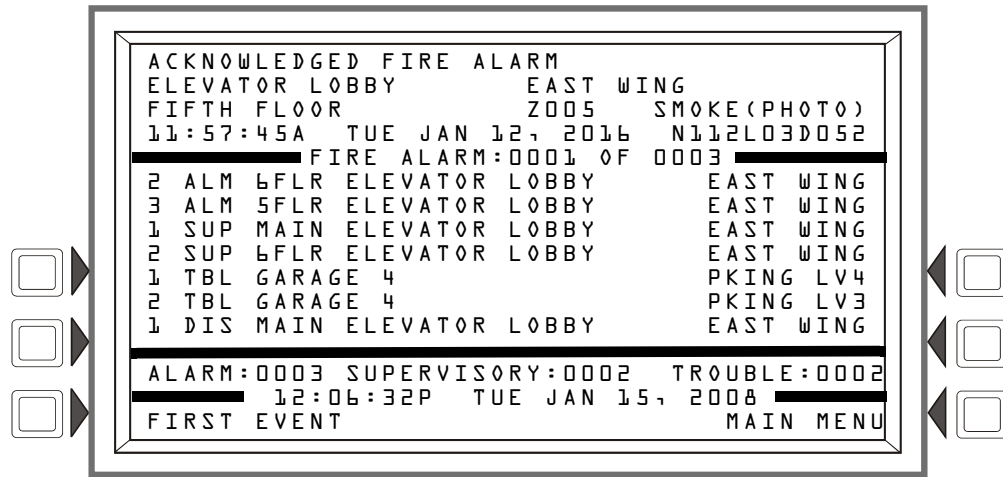 ACKNOWLEDGED FIRE ALARM
ELEVATOR LOBBY EAST WING
FIFTH FLOOR Z005 SMOKE(PHOTO)
11:57:45A TUE JAN 12, 2016 N112L03D052
FIRE ALARM:0001 OF 0003
2 ALM 6FLR ELEVATOR LOBBY EAST WING
3 ALM 5FLR ELEVATOR LOBBY EAST WING
1 SUP MAIN ELEVATOR LOBBY EAST WING
2 SUP 6FLR ELEVATOR LOBBY EAST WING
1 TBL GARAGE 4 PKING LV4
2 TBL GARAGE 4 PKING LV3
1 DIS MAIN ELEVATOR LOBBY EAST WING
ALARM:0003 SUPERVISORY:0002 TROUBLE:0002
12:06:32P TUE JAN 15, 2008
FIRST EVENT MAIN MENU